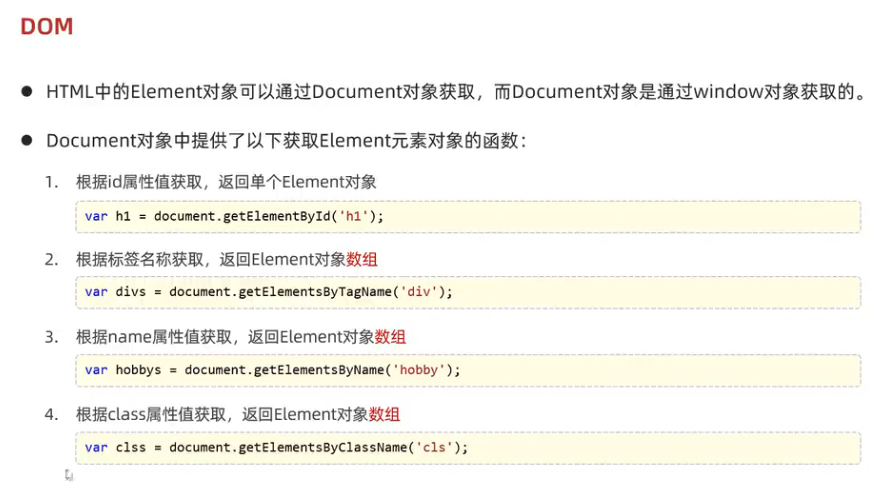 DOM
● HTML中的Element对象可以通过Document对象获取，而Document对象是通过window对象获取的。
● Document对象中提供了以下获取Element元素对象的函数：
1. 根据id属性值获取，返回单个Element对象
var h1 = document.getElementById('h1');
2. 根据标签名称获取，返回Element对象数组
var divs = document.getElementsByTagName('div');
3. 根据name属性值获取，返回Element对象数组
var hobbys = document.getElementsByName('hobby');
4. 根据class属性值获取，返回Element对象数组
var clss = document.getElementsByClassName('cls');